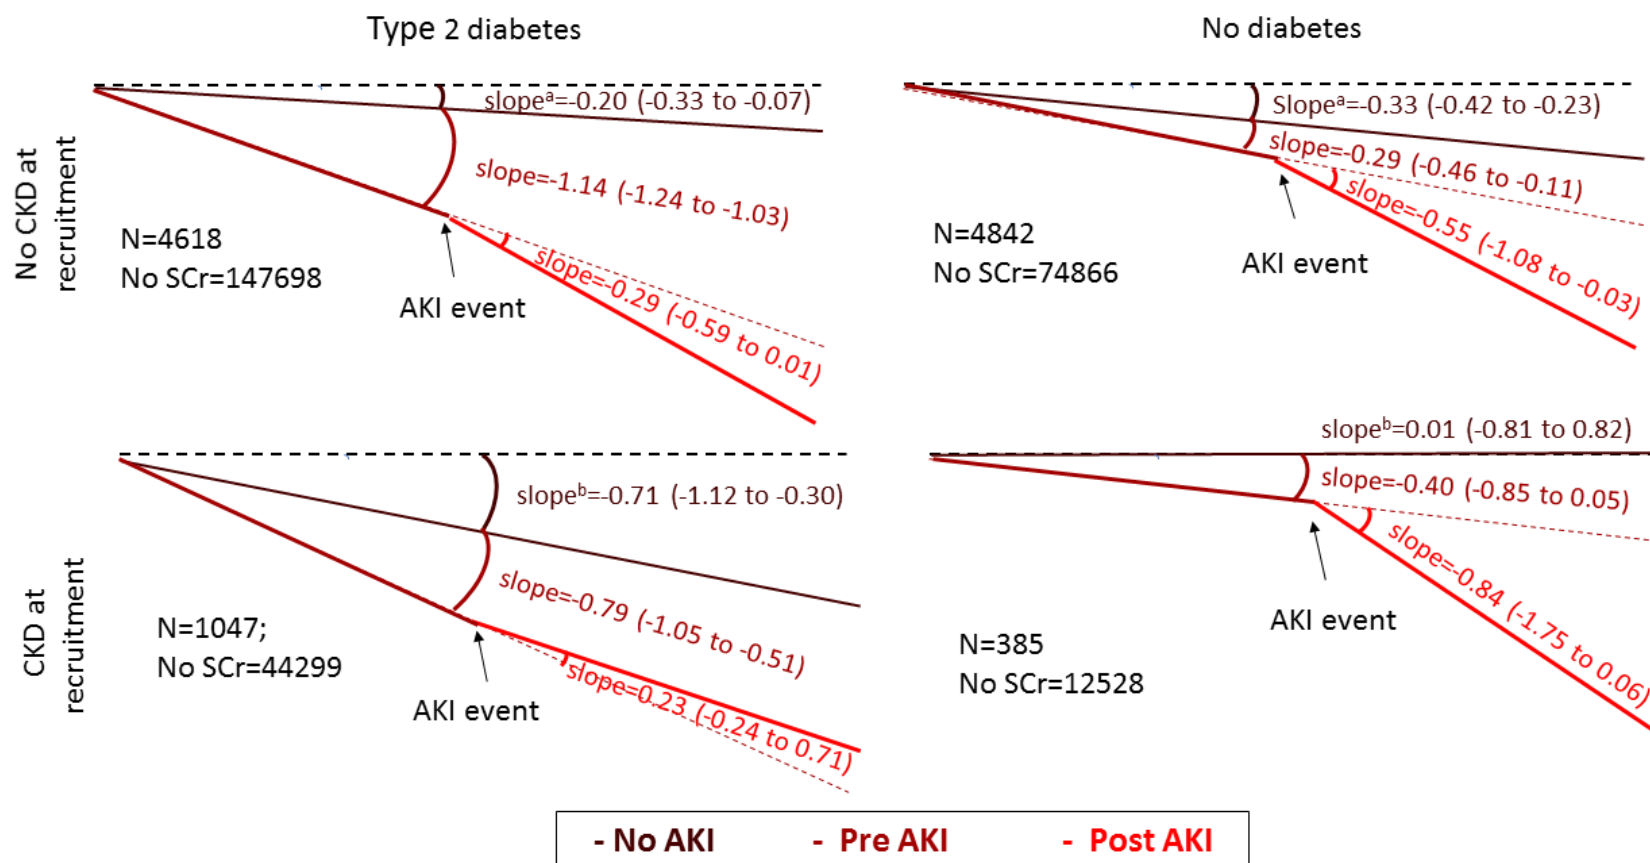 Type 2 diabetes
No diabetes
No CKD at
recruitment
slopeᵃ=-0.20 (-0.33 to -0.07)
slope=-1.14 (-1.24 to -1.03)
slope=-0.29 (-0.59 to 0.01)
N=4618
No SCr=147698
AKI event
Slopeᵃ=-0.33 (-0.42 to -0.23)
slope=-0.29 (-0.46 to -0.11)
slope=-0.55 (-1.08 to -0.03)
N=4842
No SCr=74866
AKI event
CKD at
recruitment
slopeᵇ=-0.71 (-1.12 to -0.30)
slope=-0.79 (-1.05 to -0.51)
slope=0.23 (-0.24 to 0.71)
N=1047;
No SCr=44299
AKI event
slopeᵇ=0.01 (-0.81 to 0.82)
slope=-0.40 (-0.85 to 0.05)
slope=-0.84 (-1.75 to 0.06)
N=385
No SCr=12528
AKI event
- No AKI - Pre AKI - Post AKI